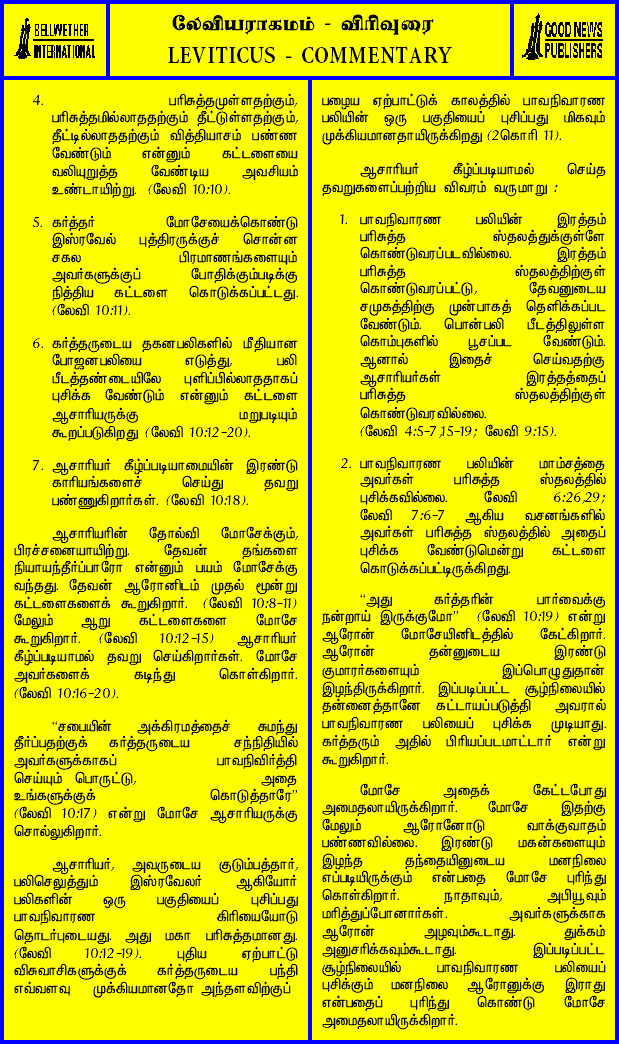 BELLWETHER
INTERNATIONAL
லேவியராகமம் - விரிவுரை
LEVITICUS - COMMENTARY
GOOD NEWS
PUBLISHERS
4. பரிசுத்தமுள்ளதற்கும்,
பரிசுத்தமில்லாததற்கும் தீட்டுள்ளதற்கும்,
தீட்டில்லாததற்கும் வித்தியாசம் பண்ண
வேண்டும் என்னும் கட்டளையை
வலியுறுத்த வேண்டிய அவசியம்
உண்டாயிற்று. (லேவி 10:10).
5. கர்த்தர் மோசேயைக்கொண்டு
இஸ்ரவேல் புத்திரருக்குச் சொன்ன
சகல பிரமாணங்களையும்
அவர்களுக்குப் போதிக்கும்படிக்கு
நித்திய கட்டளை கொடுக்கப்பட்டது.
(லேவி 10:11).
6. கர்த்தருடைய தகனபலிகளில் மீதியான
போஜனபலியை எடுத்து, பலி
பீடத்தண்டையிலே புளிப்பில்லாததாகப்
புசிக்க வேண்டும் என்னும் கட்டளை
ஆசாரியருக்கு மறுபடியும்
கூறப்படுகிறது (லேவி 10:12-20).
7. ஆசாரியர் கீழ்ப்படியாமையின் இரண்டு
காரியங்களைச் செய்து தவறு
பண்ணுகிறார்கள். (லேவி 10:18).
ஆசாரியரின் தோல்வி மோசேக்கும்,
பிரச்சனையாயிற்று. தேவன் தங்களை
நியாயந்தீர்ப்பாரோ என்னும் பயம் மோசேக்கு
வந்தது. தேவன் ஆரோனிடம் முதல் மூன்று
கட்டளைகளைக் கூறுகிறார். (லேவி 10:8-11)
மேலும் ஆறு கட்டளைகளை மோசே
கூறுகிறார். (லேவி 10:12-15) ஆசாரியர்
கீழ்ப்படியாமல் தவறு செய்கிறார்கள். மோசே
அவர்களைக் கடிந்து கொள்கிறார்.
(லேவி 10:16-20).
“சபையின் அக்கிரமத்தைச் சுமந்து
தீர்ப்பதற்குக் கர்த்தருடைய சந்நிதியில்
அவர்களுக்காகப் பாவநிவிர்த்தி
செய்யும் பொருட்டு, அதை
உங்களுக்குக் கொடுத்தாரே”
(லேவி 10:17) என்று மோசே ஆசாரியருக்கு
சொல்லுகிறார்.
ஆசாரியர், அவருடைய குடும்பத்தார்,
பலிசெலுத்தும் இஸ்ரவேலர் ஆகியோர்
பலிகளின் ஒரு பகுதியைப் புசிப்பது
பாவநிவாரண கிரியையோடு
தொடர்புடையது. அது மகா பரிசுத்தமானது.
(லேவி 10:12-19). புதிய ஏற்பாட்டு
விசுவாசிகளுக்குக் கர்த்தருடைய பந்தி
எவ்வளவு முக்கியமானதோ அந்தளவிற்குப்
பழைய ஏற்பாட்டுக் காலத்தில் பாவநிவாரண
பலியின் ஒரு பகுதியைப் புசிப்பது மிகவும்
முக்கியமானதாயிருக்கிறது (2கொரி 11).
ஆசாரியர் கீழ்ப்படியாமல் செய்த
தவறுகளைப்பற்றிய விவரம் வருமாறு :
1. பாவநிவாரண பலியின் இரத்தம்
பரிசுத்த ஸ்தலத்துக்குள்ளே
கொண்டுவரப்படவில்லை. இரத்தம்
பரிசுத்த ஸ்தலத்திற்குள்
கொண்டுவரப்பட்டு, தேவனுடைய
சமுகத்திற்கு முன்பாகத் தெளிக்கப்பட
வேண்டும். பொன்பலி பீடத்திலுள்ள
கொம்புகளில் பூசப்பட வேண்டும்.
ஆனால் இதைச் செய்வதற்கு
ஆசாரியர்கள் இரத்தத்தைப்
பரிசுத்த ஸ்தலத்திற்குள்
கொண்டுவரவில்லை.
(லேவி 4:5-7,15-19; லேவி 9:15).
2. பாவநிவாரண பலியின் மாம்சத்தை
அவர்கள் பரிசுத்த ஸ்தலத்தில்
புசிக்கவில்லை. லேவி 6:26,29;
லேவி 7:6-7 ஆகிய வசனங்களில்
அவர்கள் பரிசுத்த ஸ்தலத்தில் அதைப்
புசிக்க வேண்டுமென்று கட்டளை
கொடுக்கப்பட்டிருக்கிறது.
“அது கர்த்தரின் பார்வைக்கு
நன்றாய் இருக்குமோ” (லேவி 10:19) என்று
ஆரோன் மோசேயினிடத்தில் கேட்கிறார்.
ஆரோன் தன்னுடைய இரண்டு
குமாரர்களையும் இப்பொழுதுதான்
இழந்திருக்கிறார். இப்படிப்பட்ட சூழ்நிலையில்
தன்னைத்தானே கட்டாயப்படுத்தி அவரால்
பாவநிவாரண பலியைப் புசிக்க முடியாது.
கர்த்தரும் அதில் பிரியப்படமாட்டார் என்று
கூறுகிறார்.
மோசே அதைக் கேட்டபோது
அமைதலாயிருக்கிறார். மோசே இதற்கு
மேலும் ஆரோனோடு வாக்குவாதம்
பண்ணவில்லை. இரண்டு மகன்களையும்
இழந்த தந்தையினுடைய மனநிலை
எப்படியிருக்கும் என்பதை மோசே புரிந்து
கொள்கிறார். நாதாவும், அபியூவும்
மரித்துப்போனார்கள். அவர்களுக்காக
ஆரோன் அழவும்கூடாது. துக்கம்
அனுசரிக்கவும்கூடாது. இப்படிப்பட்ட
சூழ்நிலையில் பாவநிவாரண பலியைப்
புசிக்கும் மனநிலை ஆரோனுக்கு இராது
என்பதைப் புரிந்து கொண்டு மோசே
அமைதலாயிருக்கிறார்.